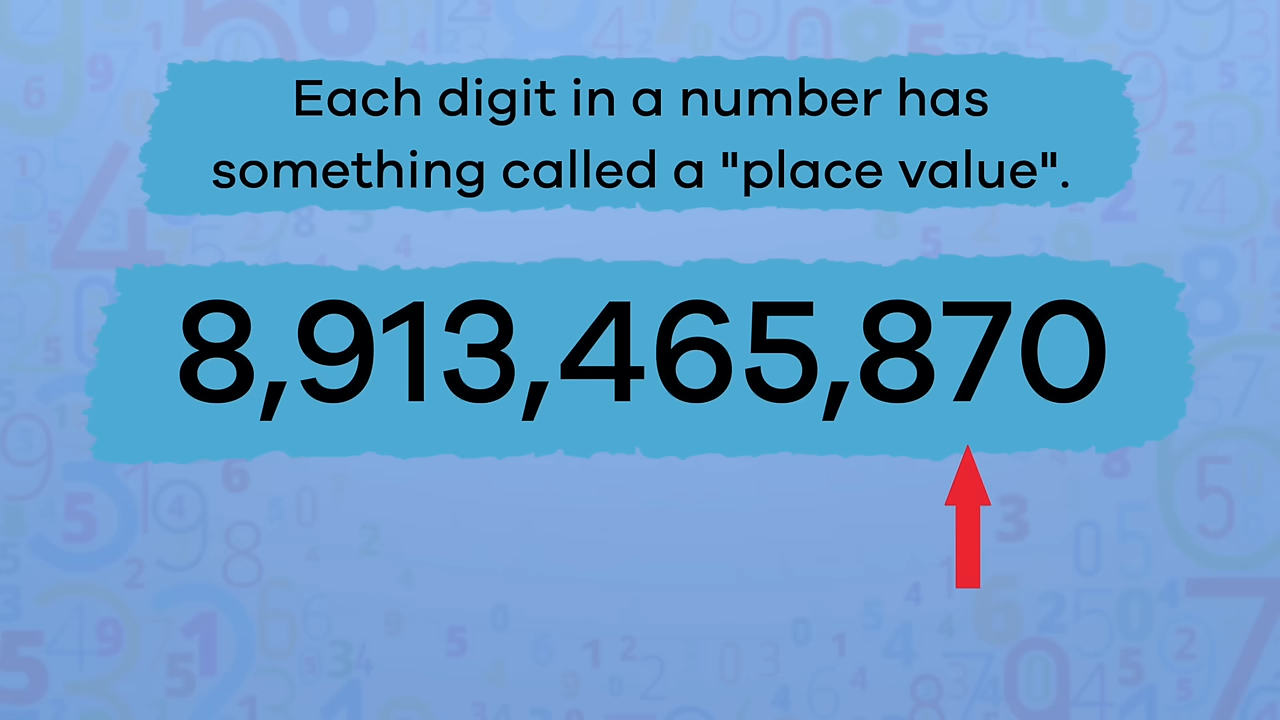 Each digit in a number has
something called a "place value".
8,913,465,870